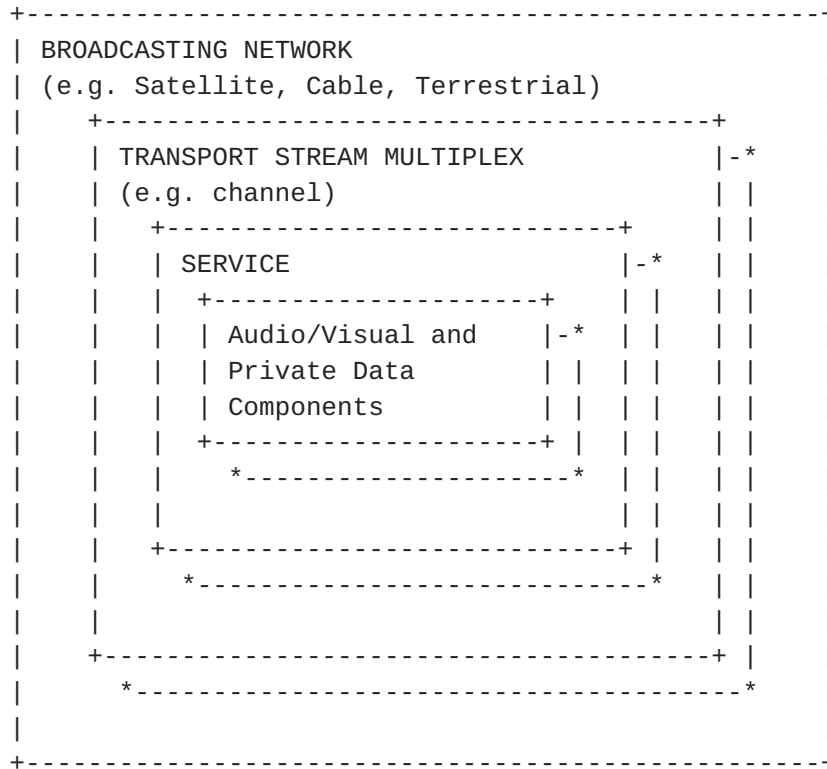 BROADCASTING NETWORK
(e.g. Satellite, Cable, Terrestrial)
TRANSPORT STREAM MULTIPLEX
(e.g. channel)
SERVICE
Audio/Visual and
Private Data
Components